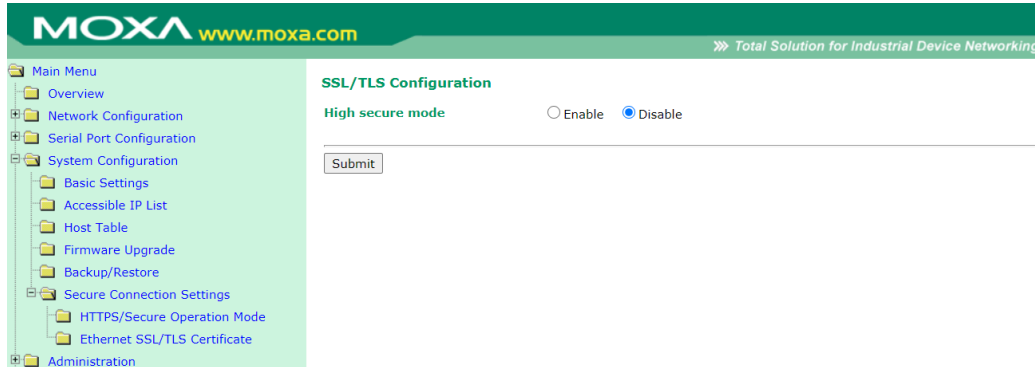 MOXA www.moxa.com
Total Solution for Industrial Device Networking
Main Menu
Overview
Network Configuration
Serial Port Configuration
System Configuration
Basic Settings
Accessible IP List
Host Table
Firmware Upgrade
Backup/Restore
Secure Connection Settings
HTTPS/Secure Operation Mode
Ethernet SSL/TLS Certificate
Administration
SSL/TLS Configuration
High secure mode Enable Disable
Submit